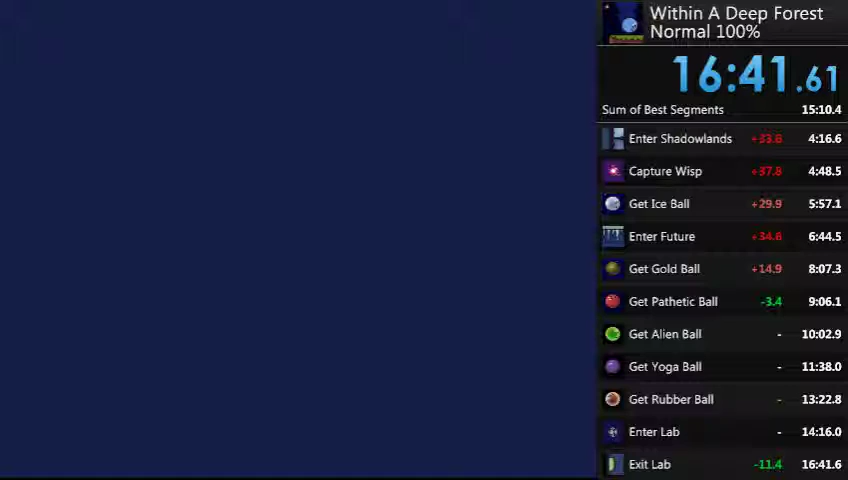 Within A Deep Forest
Normal 100%
16:41.61
Sum of Best Segments 15:10.4
Enter Shadowlands +33.6 4:16.6
Capture Wisp +37.8 4:48.5
Get Ice Ball +29.9 5:57.1
Enter Future +34.6 6:44.5
Get Gold Ball +14.9 8:07.3
Get Pathetic Ball -3.4 9:06.1
Get Alien Ball - 10:02.9
Get Yoga Ball - 11:38.0
Get Rubber Ball - 13:22.8
Enter Lab - 14:16.0
Exit Lab -11.4 16:41.6